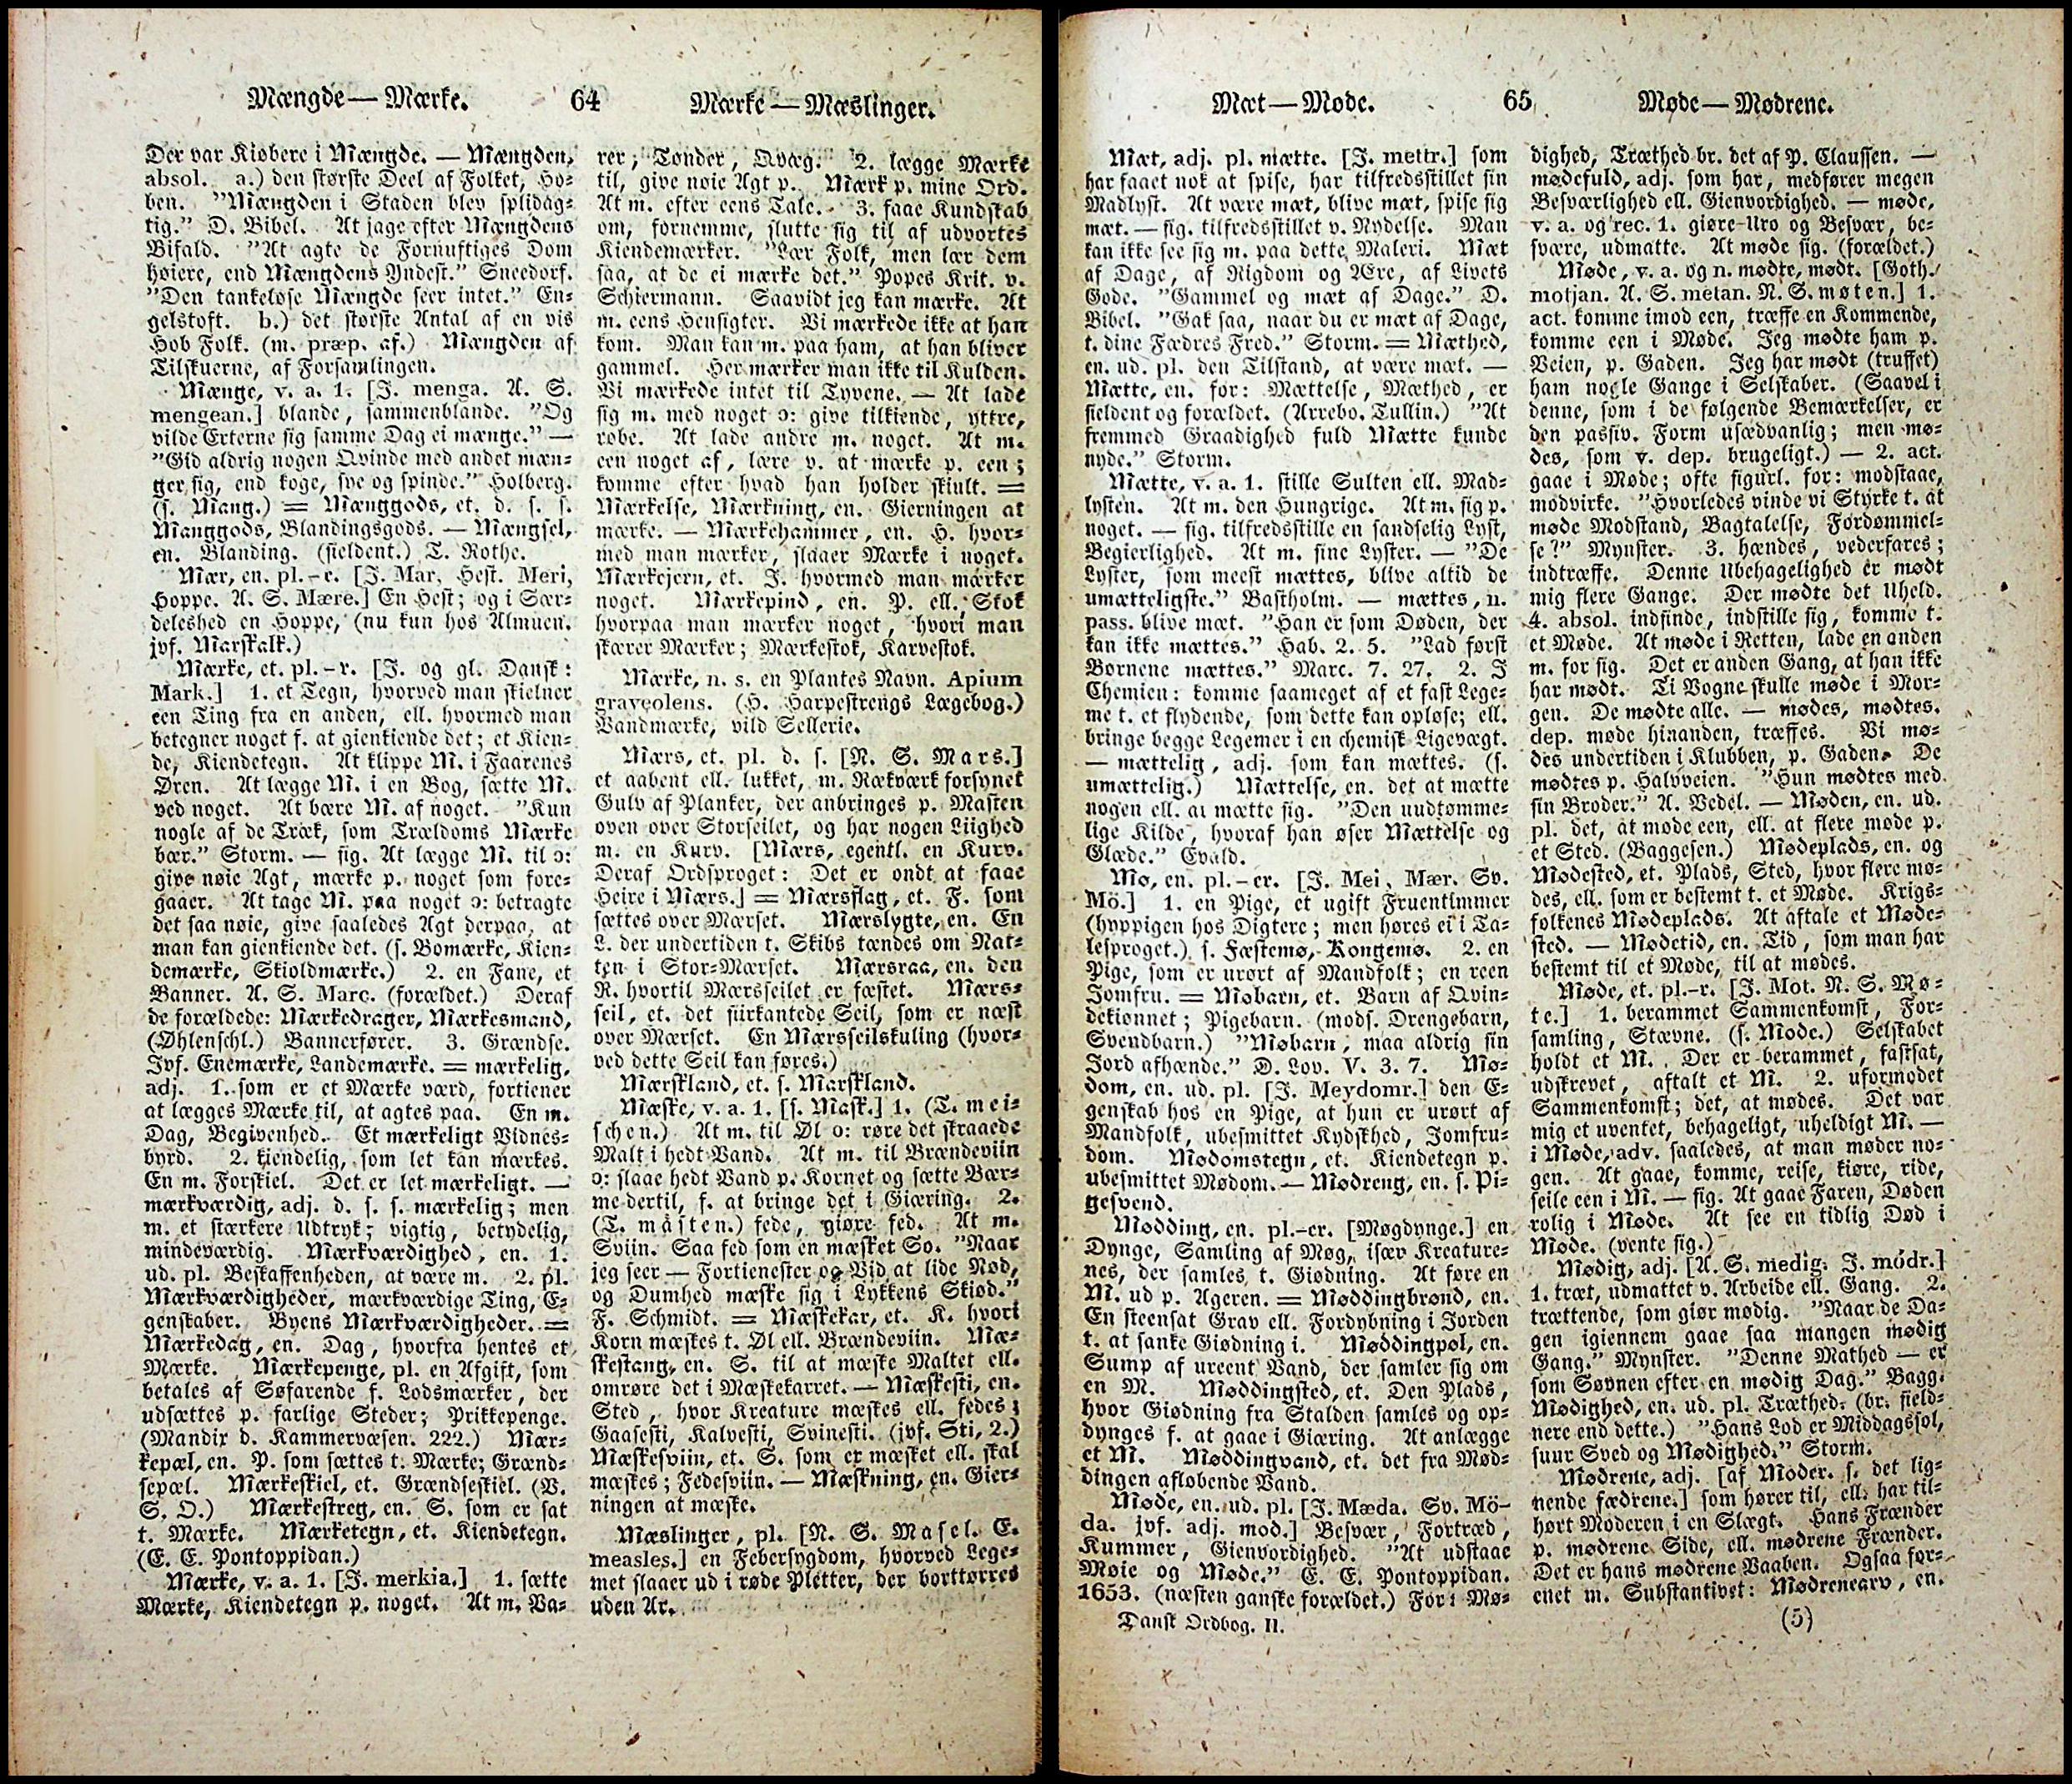 Mængde — Mærke.
64
Mærke — Mæslinger.
Der var Kiøbere i Mængde. — Mængden,
absol. a.) den største Deel af Folket, Ho-
ben. "Mængden i Staden blev splidag-
tig." D. Bibel. At jage efter Mængdens
Bifald. "At agte de Fornuftiges Dom
høiere, end Mængdens Yndest." Sneedorf.
"Den tankeløse Mængde seer intet." En-
gelstoft. b.) det største Antal af en vis
Hob Folk. (m. præp. af.) Mængden af
Tilskuerne, af Forsamlingen.
Mænge, v. a. 1. [J. menga. A. S.
mengean.] blande, sammenblande. "Og
vilde Erterne sig samme Dag ei mænge." —
"Gid aldrig nogen Qvinde med andet mæn-
ger sig, end koge, sye og spinde." Holberg.
(s. Mang.) = Mænggods, et. d. s. s.
Manggods, Blandingsgods. — Mængsel,
en. Blanding. (sieldent.) T. Rothe.
Mær, en. pl.-e. [J. Mar, Hest. Meri,
Hoppe. A. S. Mære.] En Hest; og i Sær-
deleshed en Hoppe, (nu kun hos Almuen.
jvf. Marskalk.)
Mærke, et. pl.-r. [J. og gl. Dansk:
Mark.] 1. et Tegn, hvorved man skielner
een Ting fra en anden, ell. hvormed man
betegner noget f. at gienkiende det; et Kien-
de, Kiendetegn. At klippe M. i Faarenes
Øren. At lægge M. i en Bog, sætte M.
ved noget. At bære M. af noget. "Kun
nogle af de Træk, som Trældoms Mærke
bær." Storm. — fig. At lægge M. til ɔ:
give nøie Agt, mærke p. noget som fore-
gaaer. At tage M. paa noget ɔ: betragte
det saa nøie, give saaledes Agt derpaa, at
man kan gienkiende det. (s. Bomærke, Kien-
demærke, Skioldmærke.) 2. en Fane, et
Banner. A. S. Marc. (forældet.) Deraf
de forældede: Mærkedrager, Mærkesmand,
(Øhlenschl.) Bannerfører. 3. Grændse.
Jvf. Enemærke, Landemærke. = mærkelig,
adj. 1. som er et Mærke værd, fortiener
at lægges Mærke til, at agtes paa. En m.
Dag, Begivenhed. Et mærkeligt Vidnes-
byrd. 2. kiendelig, som let kan mærkes.
En m. Forskiel. Det er let mærkeligt. —
mærkværdig, adj. d. s. s. mærkelig; men
m. et stærkere Udtryk; vigtig, betydelig,
mindeværdig. Mærkværdighed, en. 1.
ud. pl. Beskaffenheden, at være m. 2. pl.
Mærkværdigheder, mærkværdige Ting, E-
genskaber. Byens Mærkværdigheder. =
Mærkedag, en. Dag, hvorfra hentes et
Mærke. Mærkepenge, pl. en Afgift, som
betales af Søfarende f. Lodsmærker, der
udsættes p. farlige Steder; Prikkepenge.
(Mandix d. Kammervæsen. 222.) Mær-
kepæl, en. P. som sættes t. Mærke; Grænd-
sepæl. Mærkeskiel, et. Grændseskiel. (V.
S. O.) Mærkestreg, en. S. som er sat
t. Mærke. Mærketegn, et. Kiendetegn.
(E. E. Pontoppidan.)
Mærke, v. a. 1. [J. merkia.] 1. sætte
Mærke, Kiendetegn p. noget. At m. Va-
rer, Tønder, Qvæg. 2. lægge Mærke
til, give nøie Agt p. Mærk p. mine Ord.
At m. efter eens Tale. 3. faae Kundskab
om, fornemme, slutte sig til af udvortes
Kiendemærker. "Lær Folk, men lær dem
saa, at de ei mærke det." Popes Krit. v.
Schiermann. Saavidt jeg kan mærke. At
m. eens Hensigter. Vi mærkede ikke at han
kom. Man kan m. paa ham, at han bliver
gammel. Her mærker man ikke til Kulden.
Vi mærkede intet til Tyvene. — At lade
sig m. med noget ɔ: give tilkiende, yttre,
robe. At lade andre m. noget. At m.
een noget af, lære v. at mærke p. een;
komme efter hvad han holder skiult. =
Mærkelse, Mærkning, en. Gierningen at
mærke. — Mærkehammer, en. H. hvor-
med man mærker, slaaer Mærke i noget.
Mærkejern, et. J. hvormed man mærker
noget. Mærkepind, en. P. ell. Stok
hvorpaa man mærker noget, hvori man
skærer Mærker; Mærkestok, Karvestok.
Mærke, n. s. en Plantes Navn. Apium
graveolens. (H. Harpestrengs Lægebog.)
Vandmærke, vild Sellerie.
Mærs, et. pl. d. s. [N. S. Mars.]
et aabent ell. lukket, m. Rækværk forsynet
Gulv af Planker, der anbringes p. Masten
oven over Storseilet, og har nogen Liighed
m. en Kurv. [Mærs, egentl. en Kurv.
Deraf Ordsproget: Det er ondt at faae
Heire i Mærs.] = Mærsflag, et. F. som
sættes over Mærset. Mærslygte, en. En
L. der undertiden t. Skibs tændes om Nat-
ten i Stor-Mærset. Mærsraa, en. den
R. hvortil Mærsseilet er fæstet. Mærs-
seil, et. det fiirkantede Seil, som er næst
over Mærset. En Mærsseilskuling (hvor-
ved dette Seil kan føres.)
Mærskland, et. s. Marskland.
Mæske, v. a. 1. [s. Mask.] 1. (T. mei-
schen.) At m. til Øl ɔ: røre det skraaede
Malt i hedt Vand. At m. til Brændeviin
ɔ: slaae hedt Vand p. Kornet og sætte Vær-
me dertil, f. at bringe det i Giæring. 2.
(T. mästen.) fede, giøre fed. At m.
Sviin. Saa fed som en mæsket So. "Naar
jeg seer — Fortienester og Vid at lide Nød,
og Dumhed mæske sig i Lykkens Skiød."
F. Schmidt. = Mæskekar, et. K. hvori
Korn mæskes t. Øl ell. Brændeviin. Mæ-
skestang, en. S. til at mæske Maltet ell.
omrøre det i Mæskekarret. — Mæskesti, en.
Sted, hvor Kreature mæskes ell. fedes;
Gaasesti, Kalvesti, Svinesti. (jvf. Sti, 2.)
Mæskesviin, et. S. som er mæsket ell. skal
mæskes; Fedesviin. — Mæskning, en. Gier-
ningen at mæske.
Mæslinger, pl. [N. S. Masel. E.
measles.] en Febersygdom, hvorved Lege-
met slaaer ud i røde Pletter, der borttørres
uden Ar.
Mæt — Møde.
65
Møde — Mødrene.
Mæt, adj. pl. mætte. [J. mettr.] som
har faaet nok at spise, har tilfredsstillet sin
Madlyst. At være mæt, blive mæt, spise sig
mæt. — fig. tilfredsstillet v. Nydelse. Man
kan ikke see sig m. paa dette Maleri. Mæt
af Dage, af Rigdom og Ære, af Livets
Gode. "Gammel og mæt af Dage." D.
Bibel. "Gak saa, naar du er mæt af Dage,
t. dine Fædres Fred." Storm. = Mæthed,
en. ud. pl. den Tilstand, at være mæt. —
Mætte, en. for: Mættelse, Mæthed, er
sieldent og forældet. (Arrebo. Tullin.) "At
fremmed Graadighed fuld Mætte kunde
nyde." Storm.
Mætte, v. a. 1. stille Sulten ell. Mad-
lysten. At m. den Hungrige. At m. sig p.
noget. — fig. tilfredsstille en sandselig Lyst,
Begierlighed. At m. sine Lyster. — "De
Lyster, som meest mættes, blive altid de
umætteligste." Bastholm. — mættes, n.
pass. blive mæt. "Han er som Døden, der
kan ikke mættes." Hab. 2. 5. "Lad først
Børnene mættes." Marc. 7. 27. 2. J
Chemien: komme saameget af et fast Lege-
me t. et flydende, som dette kan opløse; ell.
bringe begge Legemer i en chemisk Ligevægt.
— mættelig, adj. som kan mættes. (s.
umættelig.) Mættelse, en. det at mætte
nogen ell. at mætte sig. "Den uudtømme-
lige Kilde, hvoraf han øser Mættelse og
Glæde." Evald.
Mø, en. pl.-er. [J. Mei, Mær. Sv.
Mö.] 1. en Pige, et ugift Fruentimmer
(hyppigen hos Digtere; men høres ei i Ta-
lesproget.) s. Fæstemø, Kongemø. 2. en
Pige, som er urørt af Mandfolk; en reen
Jomfru. = Møbarn, et. Barn af Qvin-
dekiønnet; Pigebarn. (mods. Drengebarn,
Svendbarn.) "Møbarn, maa aldrig sin
Jord afhænde." D. Lov. V. 3. 7. Mø-
dom, en. ud. pl. [J. Meydomr.] den E-
genskab hos en Pige, at hun er urørt af
Mandfolk, ubesmittet Kydskhed, Jomfru-
dom. Mødomstegn, et. Kiendetegn p.
ubesmittet Mødom. — Mødreng, en. s. Pi-
gesvend.
Mødding, en. pl.-er. [Møgdynge.] en
Dynge, Samling af Møg, især Kreature-
nes, der samles t. Giødning. At føre en
M. ud p. Ageren. = Møddingbrønd, en.
En steensat Grav ell. Fordybning i Jorden
t. at sanke Giødning i. Møddingpøl, en.
Sump af ureent Vand, der samler sig om
en M. Møddingsted, et. Den Plads,
hvor Giødning fra Stalden samles og op-
dynges f. at gaae i Giæring. At anlægge
et M. Møddingvand, et. det fra Mød-
dingen afløbende Vand.
Møde, en. ud. pl. [J. Mæda. Sv. Mö-
da. jvf. adj. mod.] Besvær, Fortræd,
Kummer, Gienvordighed. "At udstaae
Møie og Møde." E. E. Pontoppidan.
1653. (næsten ganske forældet.) For: Mø-
Dansk Ordbog. II.
dighed, Træthed br. det af P. Claussen. —
mødefuld, adj. som har, medfører megen
Besværlighed ell. Gienvordighed. — møde,
v. a. og rec. 1. giøre Uro og Besvær, be-
svære, udmatte. At møde sig. (forældet.)
Møde, v. a. og n. mødte, mødt. [Goth.
motjan. A. S. metan. N. S. møten.] 1.
act. komme imod een, træffe en Kommende,
komme een i Møde. Jeg mødte ham p.
Veien, p. Gaden. Jeg har mødt (truffet)
ham nogle Gange i Selskaber. (Saavel i
denne, som i de følgende Bemærkelser, er
den passiv. Form usædvanlig; men mø-
des, som v. dep. brugeligt.) — 2. act.
gaae i Møde; ofte figurl. for: modstaae,
modvirke. "Hvorledes vinde vi Styrke t. at
møde Modstand, Bagtalelse, Fordømmel-
se?" Mynster. 3. hændes, vederfares;
indtræffe. Denne Ubehagelighed er mødt
mig flere Gange. Der mødte det Uheld.
4. absol. indfinde, indstille sig, komme t.
et Møde. At møde i Retten, lade en anden
m. for sig. Det er anden Gang, at han ikke
har mødt. Ti Vogne skulle møde i Mor-
gen. De mødte alle. — mødes, mødtes.
dep. møde hinanden, træffes. Vi mø-
des undertiden i Klubben, p. Gaden. De
mødtes p. Halvveien. "Hun mødtes med
sin Broder." A. Vedel. — Møden, en. ud.
pl. det, at møde een, ell. at flere møde p.
et Sted. (Baggesen.) Mødeplads, en. og
Mødested, et. Plads, Sted, hvor flere mø-
des, ell. som er bestemt t. et Møde. Krigs-
folkenes Mødeplads. At aftale et Møde-
sted. — Mødetid, en. Tid, som man har
bestemt til et Møde, til at mødes.
Møde, et. pl.-r. [J. Mot. N. S. Mø-
te.] 1. berammet Sammenkomst, For-
samling, Stævne. (s. Mode.) Selskabet
holdt et M. Der er berammet, fastsat,
udskrevet, aftalt et M. 2. uformodet
Sammenkomst; det, at mødes. Det var
mig et uventet, behageligt, uheldigt M. —
i Møde, adv. saaledes, at man møder no-
gen. At gaae, komme, reise, kiøre, ride,
seile een i M. — fig. At gaae Faren, Døden
rolig i Møde. At see en tidlig Død i
Møde. (vente sig.)
Mødig, adj. [A. S. medig. J. módr.]
1. træt, udmattet v. Arbeide ell. Gang. 2.
trættende, som giør mødig. "Naar de Da-
gen igiennem gaae saa mangen mødig
Gang." Mynster. "Denne Mathed — er
som Søvnen efter en mødig Dag." Bagg.
Mødighed, en. ud. pl. Træthed. (br. sield-
nere end dette.) "Hans Lod er Middagssol,
suur Sved og Mødighed." Storm.
Mødrene, adj. [af Moder. s. det lig-
nende fædrene.] som hører til, ell. har til-
hørt Moderen i en Slægt. Hans Frænder
p. mødrene Side, ell. mødrene Frænder.
Det er hans mødrene Vaaben. Ogsaa for-
enet m. Substantivet: Mødrenearv, en.
(5)